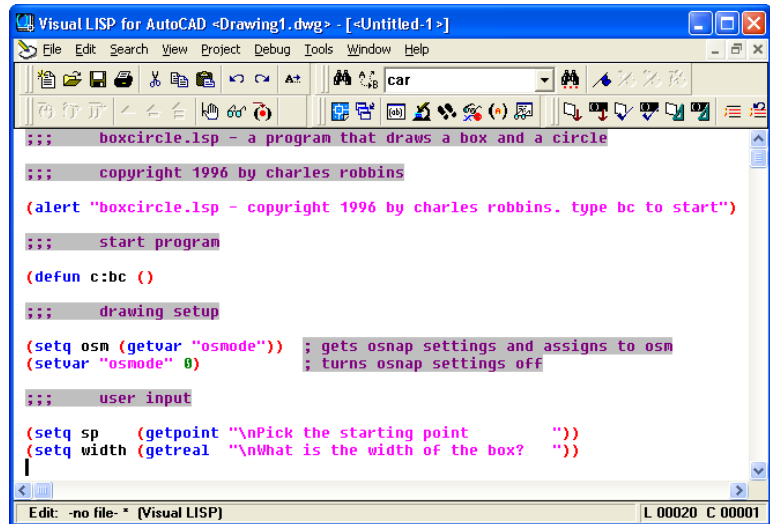 Visual LISP for AutoCAD <Drawing1.dwg> - [<Untitled-1>]
File Edit Search View Project Debug Tools Window Help
car
;;; boxcircle.lsp - a program that draws a box and a circle
;;; copyright 1996 by charles robbins
(alert "boxcircle.lsp - copyright 1996 by charles robbins. type bc to start")
;;; start program
(defun c:bc ()
;;; drawing setup
(setq osm (getvar "osmode")) ; gets osnap settings and assigns to osm
(setvar "osmode" 0) ; turns osnap settings off
;;; user input
(setq sp (getpoint "\nPick the starting point "))
(setq width (getreal "\nWhat is the width of the box? "))
Edit: -no file- * (Visual LISP) L 00020 C 00001